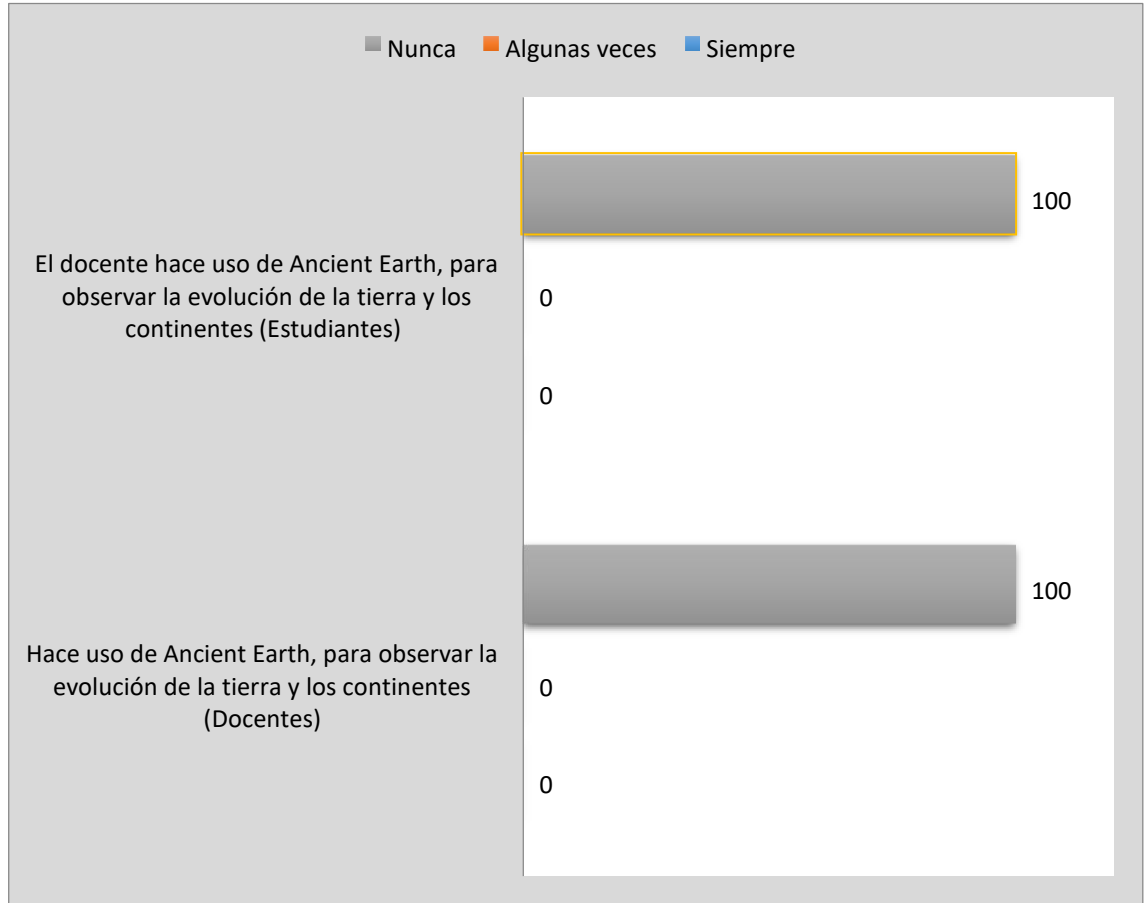 Nunca Algunas veces Siempre
El docente hace uso de Ancient Earth, para
observar la evolución de la tierra y los
continentes (Estudiantes)
100
0
0
Hace uso de Ancient Earth, para observar la
evolución de la tierra y los continentes
(Docentes)
100
0
0